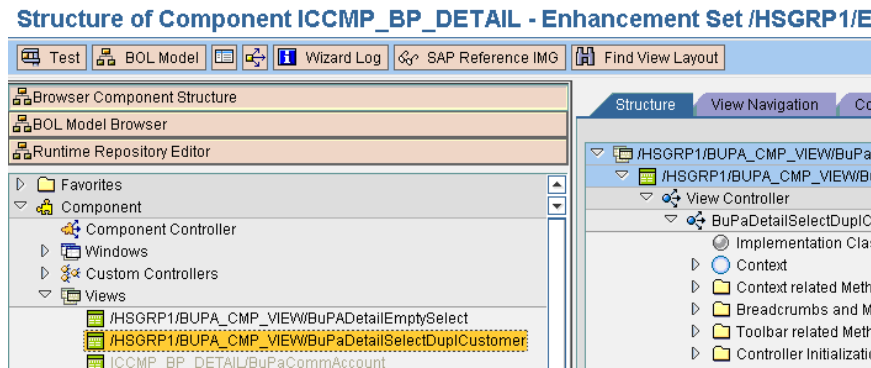 Structure of Component ICCMP_BP_DETAIL - Enhancement Set /HSGRP1/E
Test BOL Model Wizard Log SAP Reference IMG Find View Layout
Browser Component Structure
BOL Model Browser
Runtime Repository Editor
Favorites
Component
Component Controller
Windows
Custom Controllers
Views
/HSGRP1/BUPA_CMP_VIEW/BuPADetailEmptySelect
/HSGRP1/BUPA_CMP_VIEW/BuPaDetailSelectDuplCustomer
ICCMP_BP_DETAIL/BuPaCommAccount
Structure View Navigation Co
/HSGRP1/BUPA_CMP_VIEW/BuPa
/HSGRP1/BUPA_CMP_VIEW/B
View Controller
BuPaDetailSelectDuplC
Implementation Clas
Context
Context related Meth
Breadcrumbs and M
Toolbar related Meth
Controller Initializati